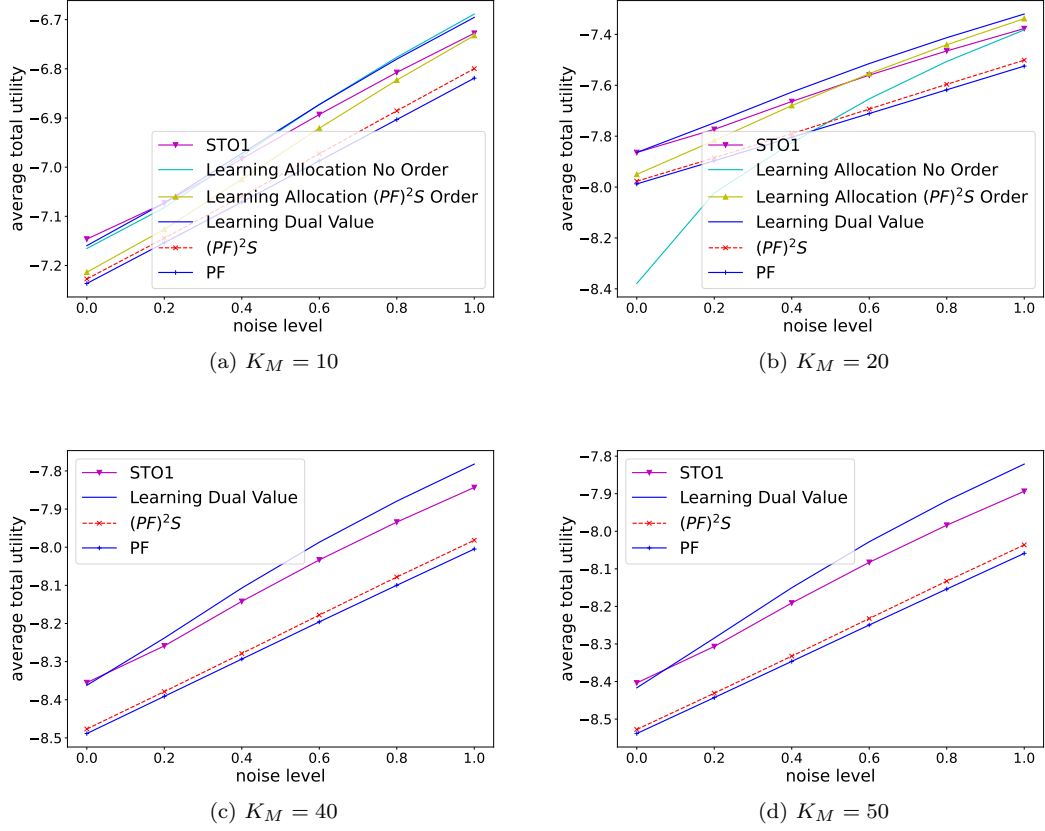 −6.7
−6.8
−6.9
−7.0
−7.1
−7.2
average total utility
STO1
Learning Allocation No Order
Learning Allocation (PF)²S Order
Learning Dual Value
(PF)²S
PF
0.0 0.2 0.4 0.6 0.8 1.0
noise level
(a) K_M = 10
−7.4
−7.6
−7.8
−8.0
−8.2
−8.4
average total utility
STO1
Learning Allocation No Order
Learning Allocation (PF)²S Order
Learning Dual Value
(PF)²S
PF
0.0 0.2 0.4 0.6 0.8 1.0
noise level
(b) K_M = 20
−7.8
−7.9
−8.0
−8.1
−8.2
−8.3
−8.4
−8.5
average total utility
STO1
Learning Dual Value
(PF)²S
PF
0.0 0.2 0.4 0.6 0.8 1.0
noise level
(c) K_M = 40
−7.8
−7.9
−8.0
−8.1
−8.2
−8.3
−8.4
−8.5
average total utility
STO1
Learning Dual Value
(PF)²S
PF
0.0 0.2 0.4 0.6 0.8 1.0
noise level
(d) K_M = 50